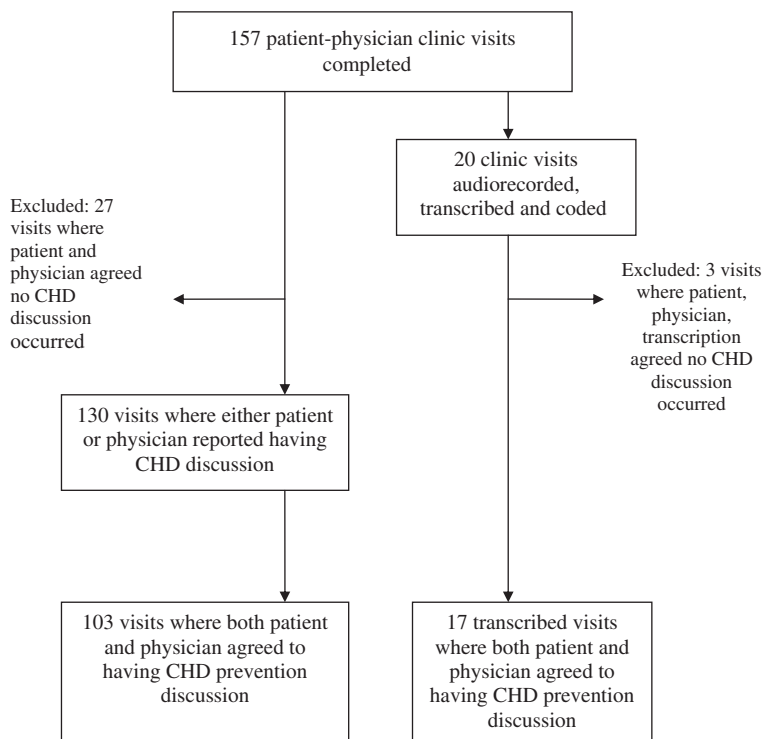 157 patient-physician clinic visits
completed
20 clinic visits
audiorecorded,
transcribed and coded
Excluded: 27
visits where
patient and
physician agreed
no CHD
discussion
occurred
Excluded: 3 visits
where patient,
physician,
transcription
agreed no CHD
discussion
occurred
130 visits where either patient
or physician reported having
CHD discussion
103 visits where both patient
and physician agreed to
having CHD prevention
discussion
17 transcribed visits
where both patient and
physician agreed to
having CHD prevention
discussion